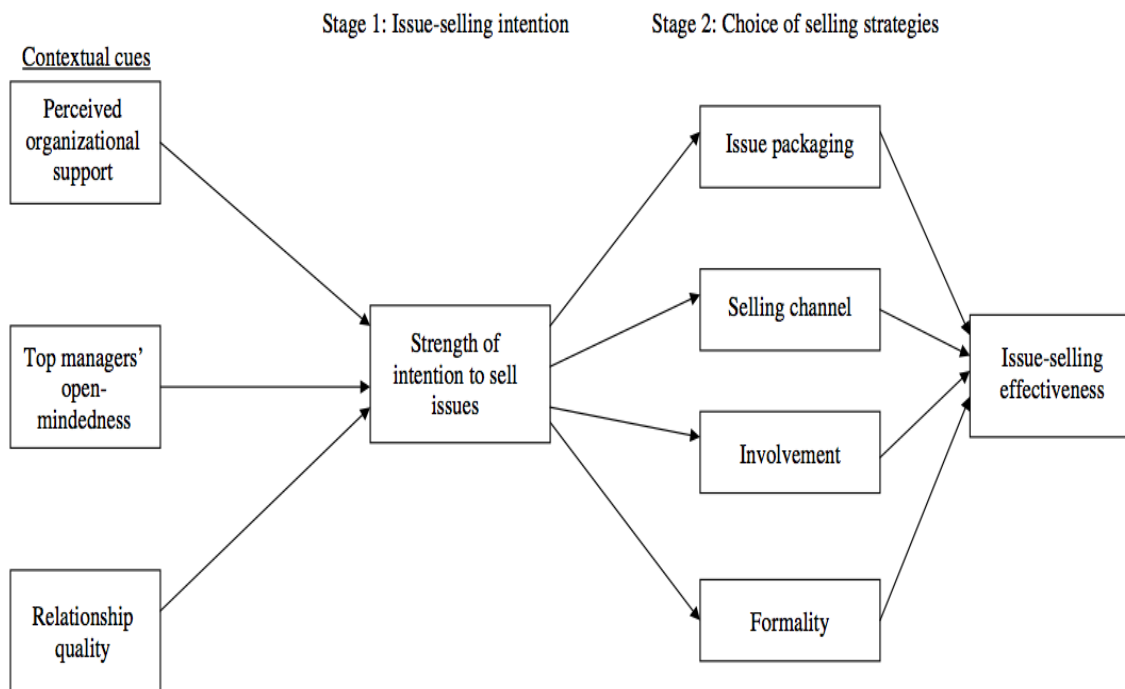 Stage 1: Issue-selling intention
Stage 2: Choice of selling strategies
Contextual cues
Perceived
organizational
support
Top managers'
open-
mindedness
Relationship
quality
Strength of
intention to sell
issues
Issue packaging
Selling channel
Involvement
Formality
Issue-selling
effectiveness